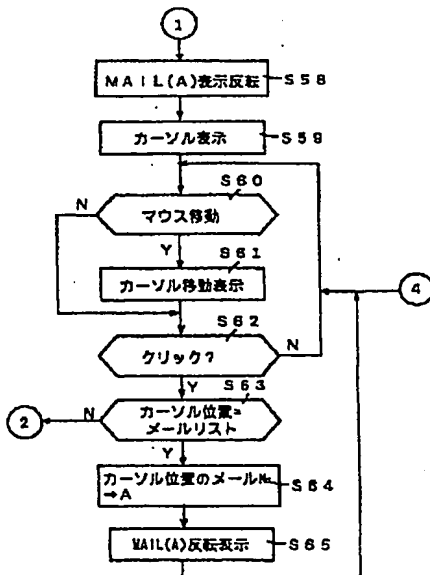 1
MAIL(A)表示反転 S58
カーソル表示 S59
S60
N マウス移動
Y S61
カーソル移動表示 4
S62
クリック? N
Y S63
2 N カーソル位置=
メールリスト
Y
カーソル位置のメール№
→A S64
MAIL(A)反転表示 S65